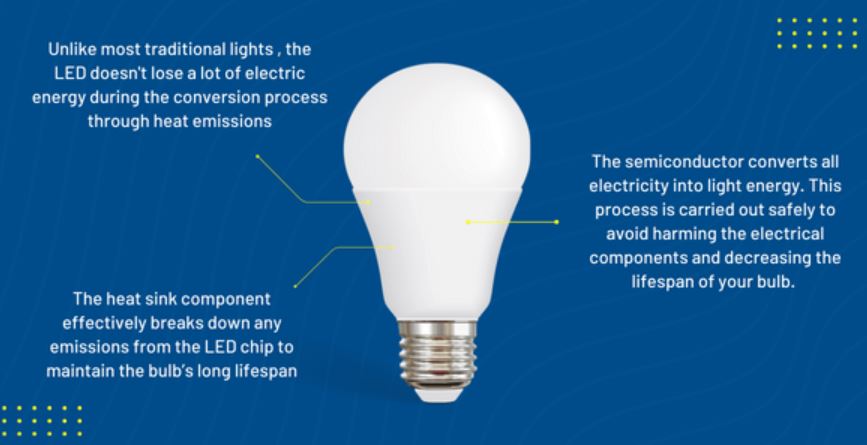 Unlike most traditional lights , the
LED doesn't lose a lot of electric
energy during the conversion process
through heat emissions
The semiconductor converts all
electricity into light energy. This
process is carried out safely to
avoid harming the electrical
components and decreasing the
lifespan of your bulb.
The heat sink component
effectively breaks down any
emissions from the LED chip to
maintain the bulb's long lifespan